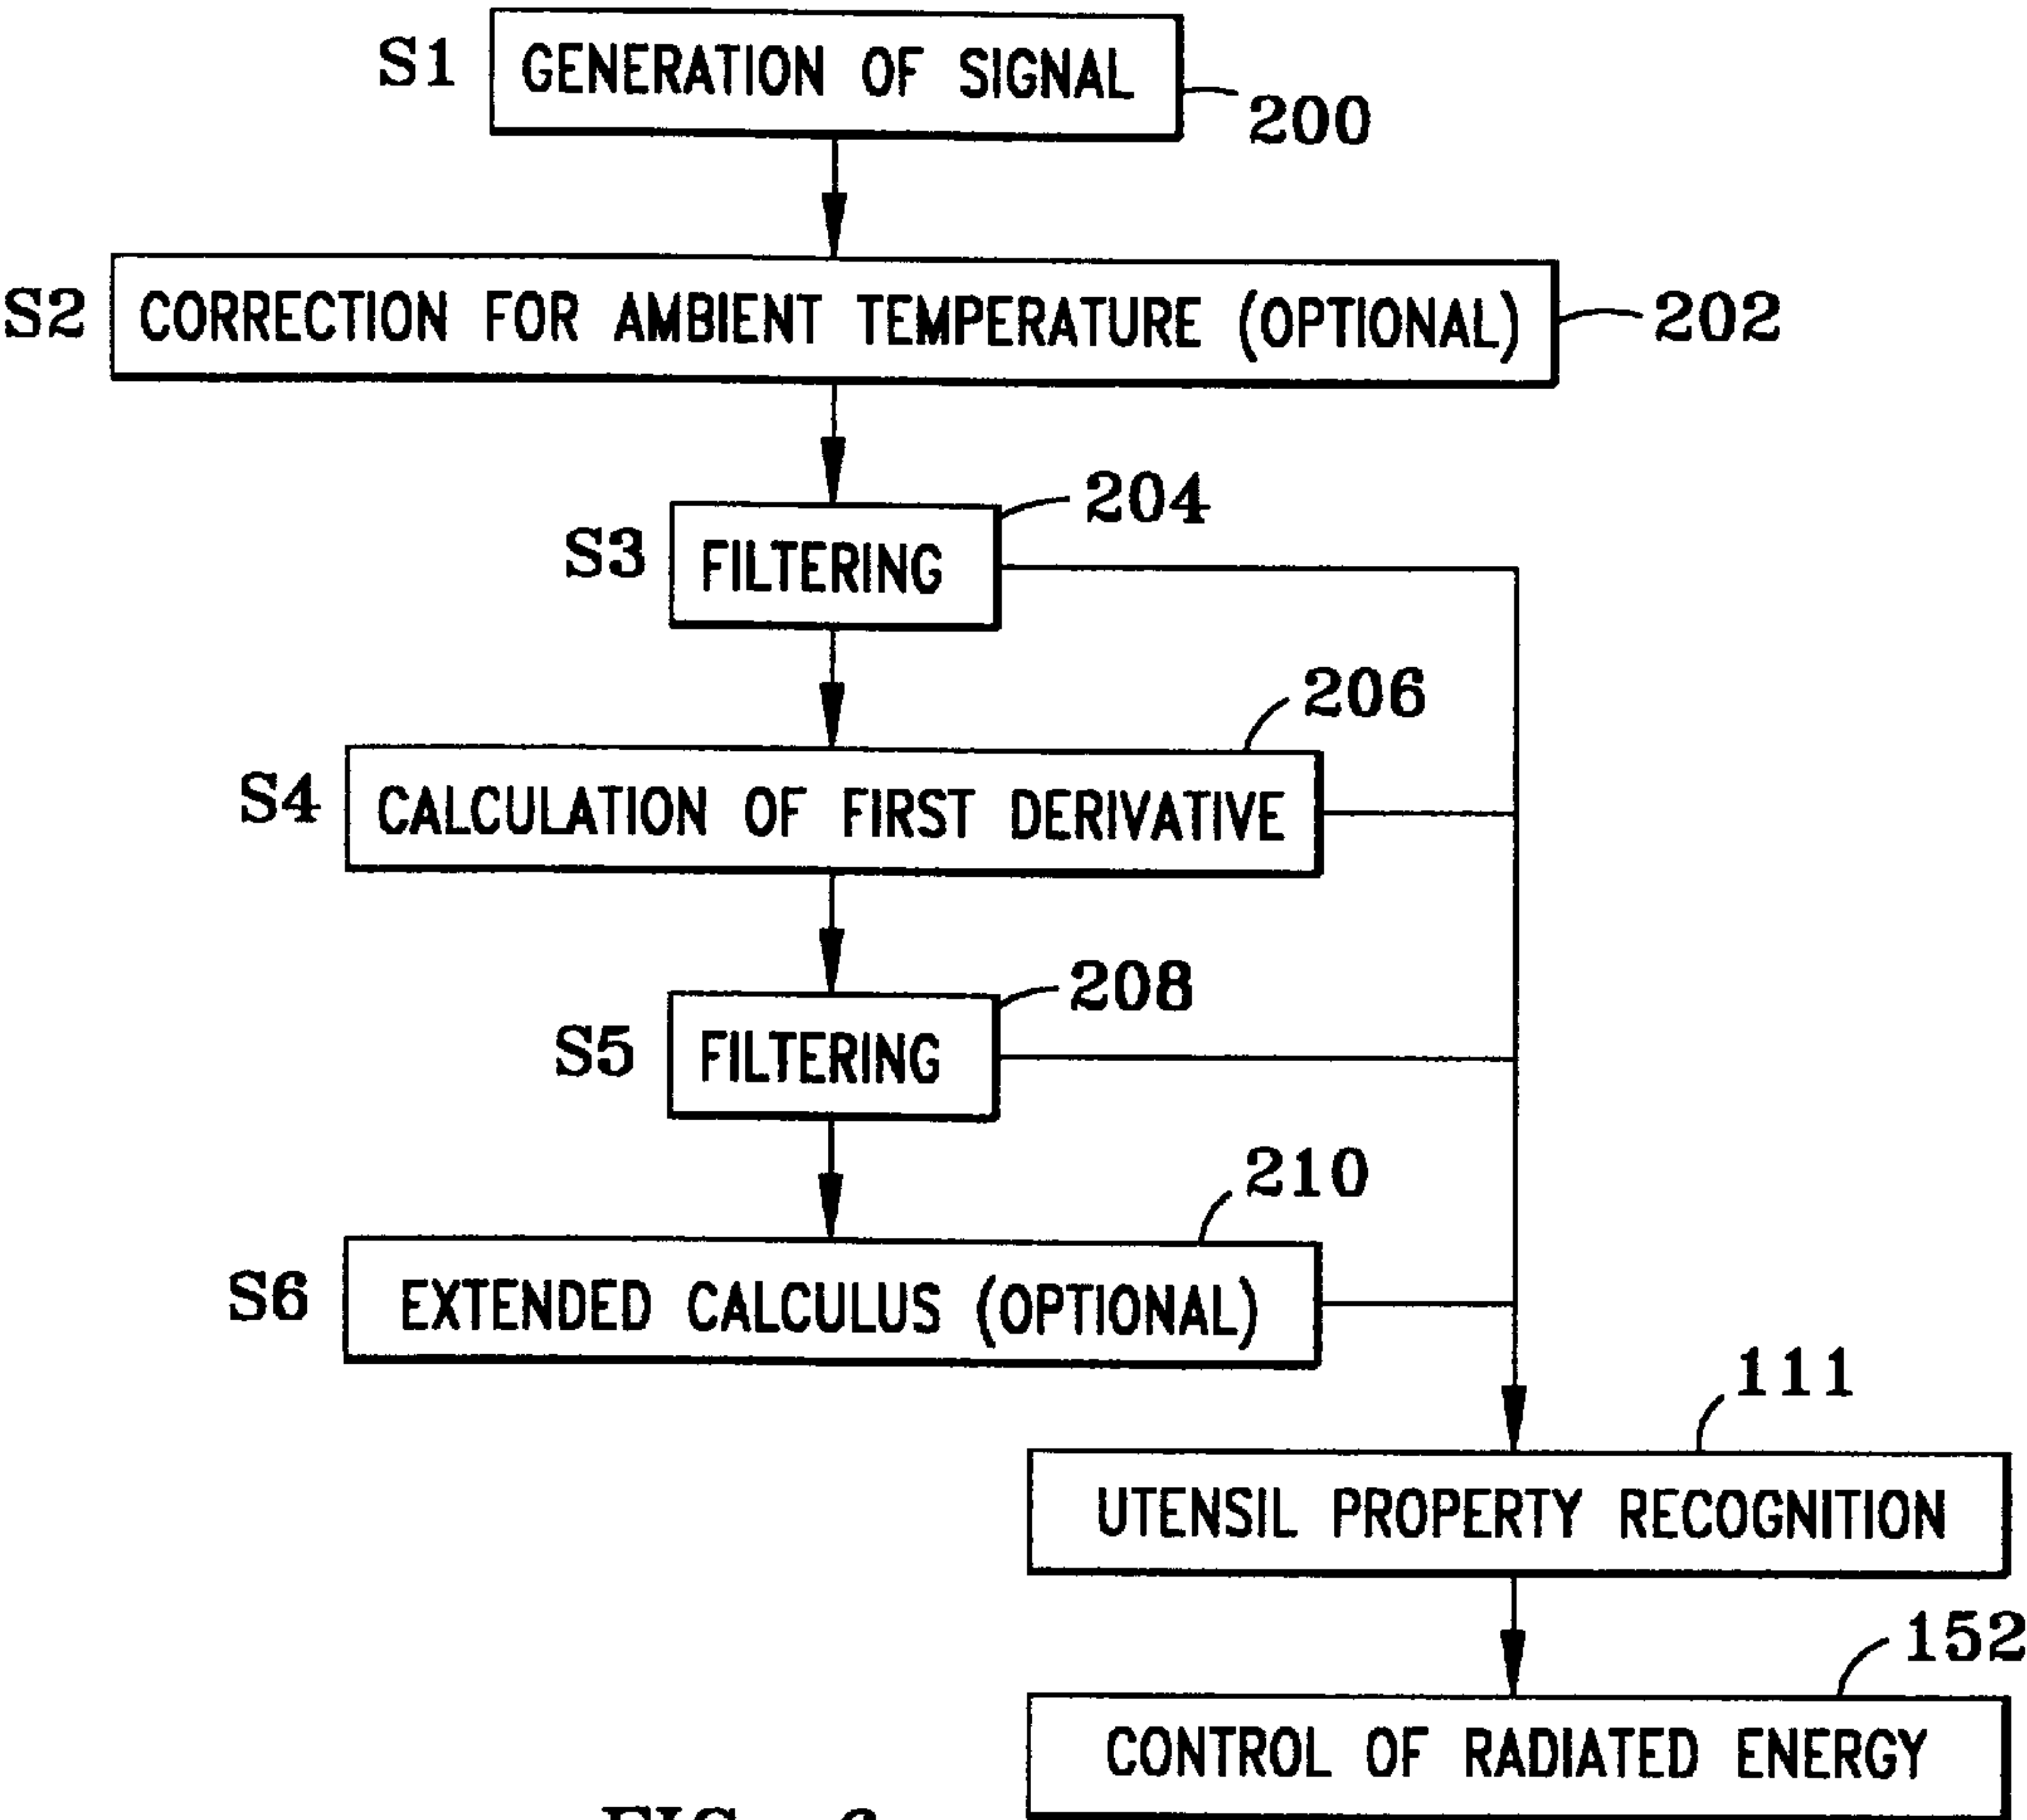 S1 GENERATION OF SIGNAL
200
S2 CORRECTION FOR AMBIENT TEMPERATURE (OPTIONAL) 202
204
S3 FILTERING
206
S4 CALCULATION OF FIRST DERIVATIVE
208
S5 FILTERING
210
S6 EXTENDED CALCULUS (OPTIONAL)
111
UTENSIL PROPERTY RECOGNITION
152
CONTROL OF RADIATED ENERGY